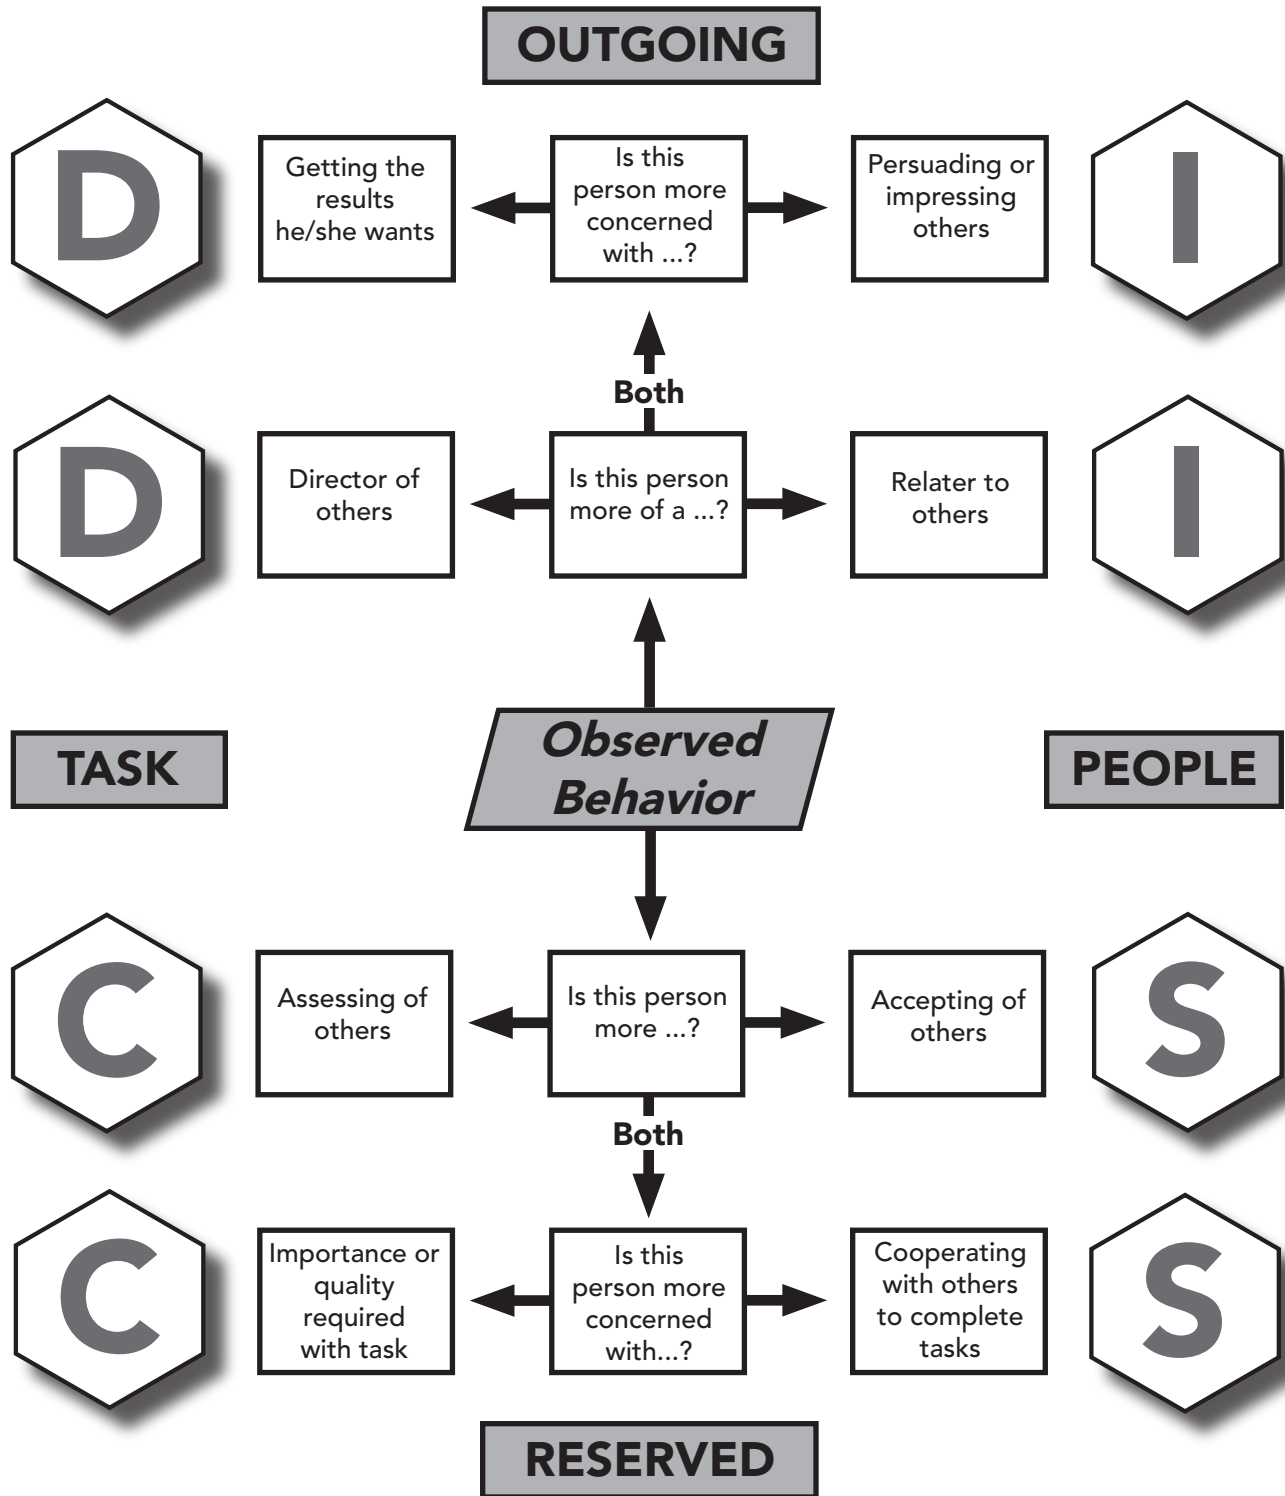 OUTGOING
D
Getting the
results
he/she wants
Is this
person more
concerned
with ...?
Persuading or
impressing
others
I
Both
D
Director of
others
Is this person
more of a ...?
Relater to
others
I
TASK
Observed
Behavior
PEOPLE
C
Assessing of
others
Is this person
more ...?
Accepting of
others
S
Both
C
Importance or
quality
required
with task
Is this
person more
concerned
with...?
Cooperating
with others
to complete
tasks
S
RESERVED